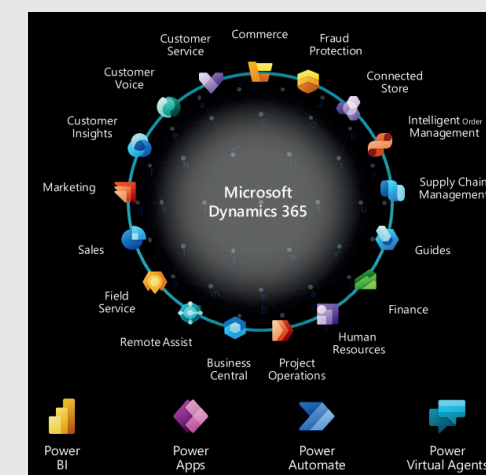 Commerce
Customer
Service
Fraud
Protection
Customer
Voice
Connected
Store
Customer
Insights
Intelligent Order
Management
Marketing
Microsoft
Dynamics 365
Supply Chain
Management
Sales
Guides
Field
Service
Finance
Remote Assist
Human
Resources
Business
Central
Project
Operations
Power
BI
Power
Apps
Power
Automate
Power
Virtual Agents